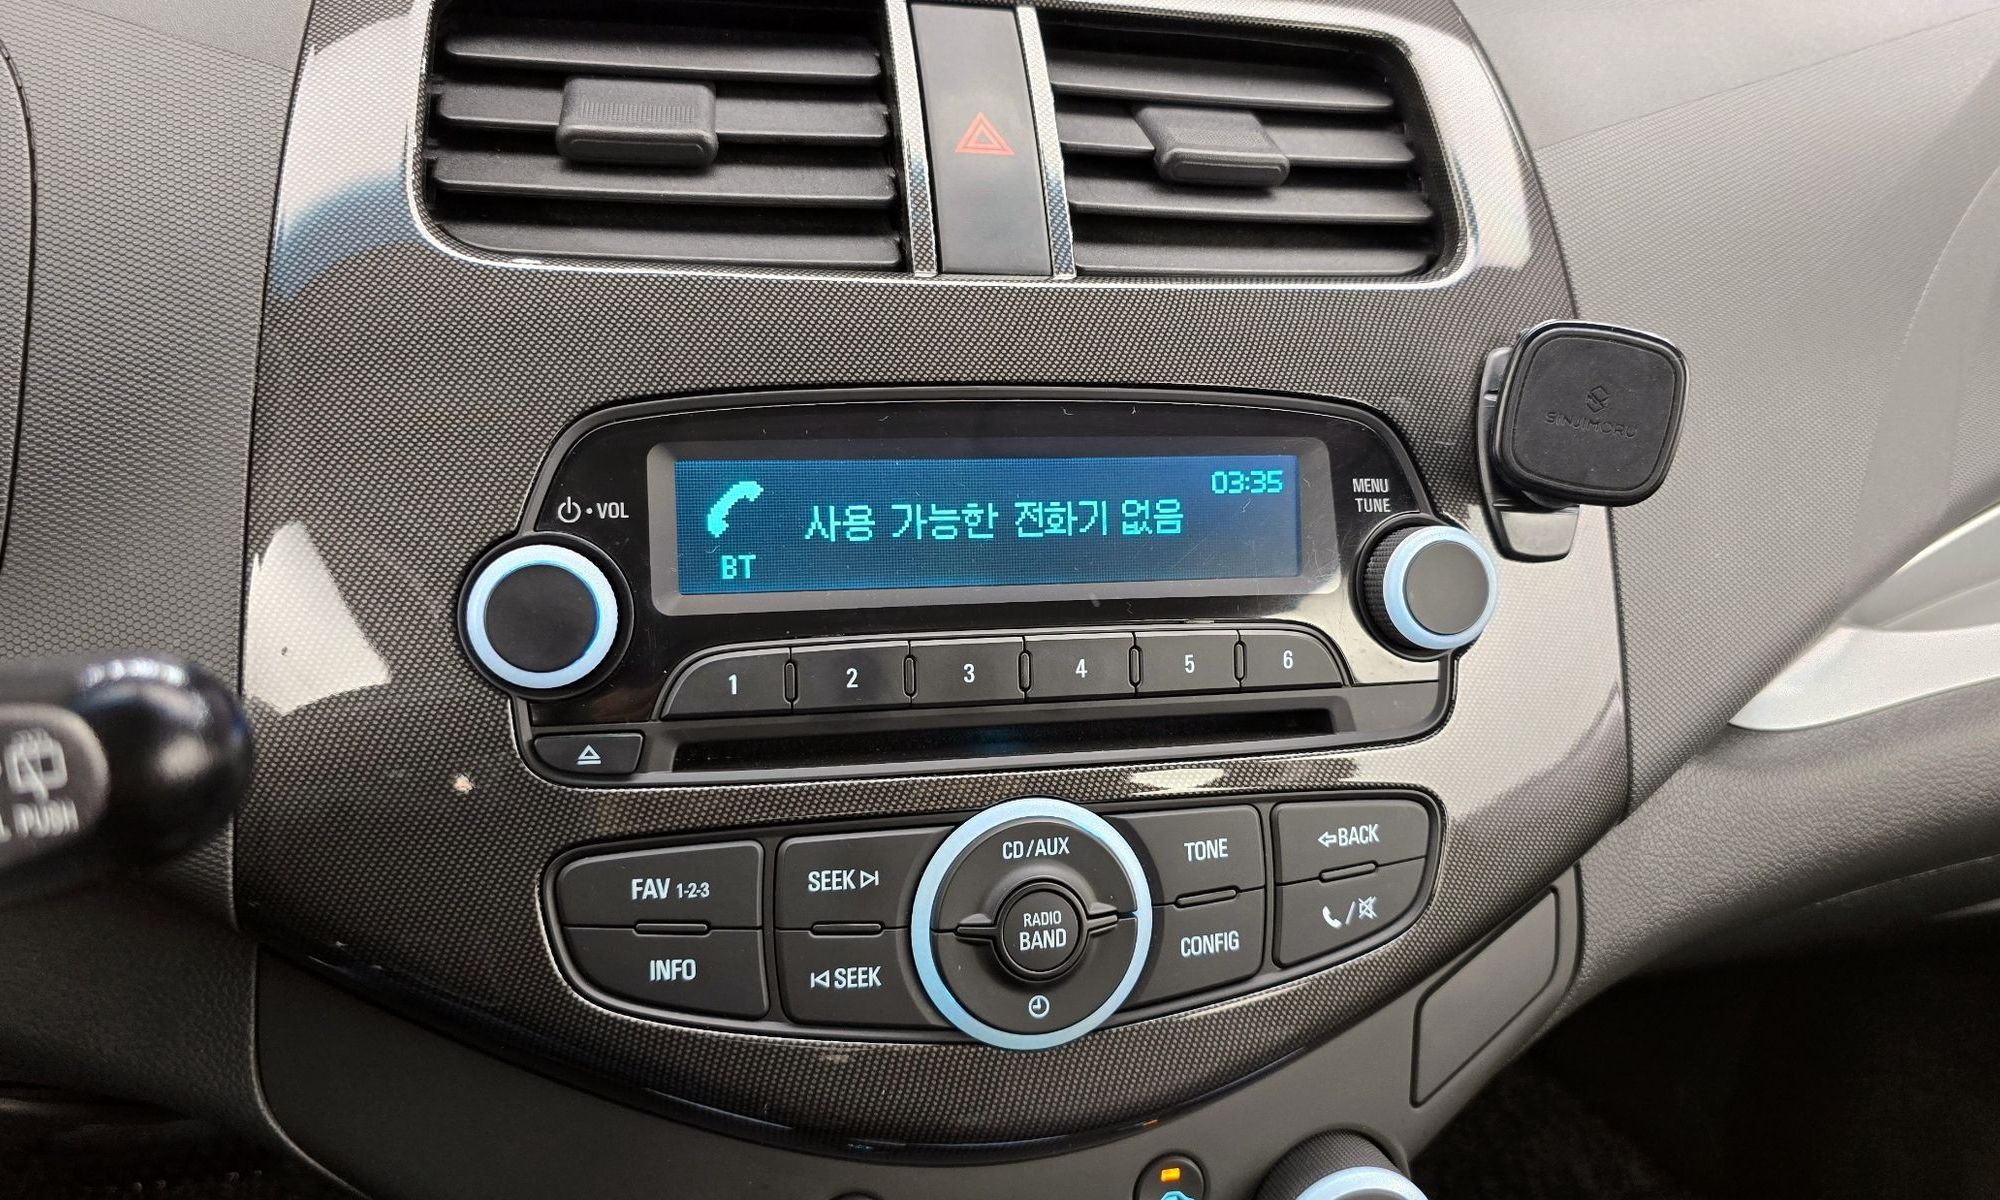 SINJIMORU
03:35
사용 가능한 전화기 없음
BT
VOL
MENU
TUNE
1 2 3 4 5 6
CD/AUX
FAV 1-2-3
SEEK
TONE
BACK
RADIO
BAND
INFO
SEEK
CONFIG
PUSH